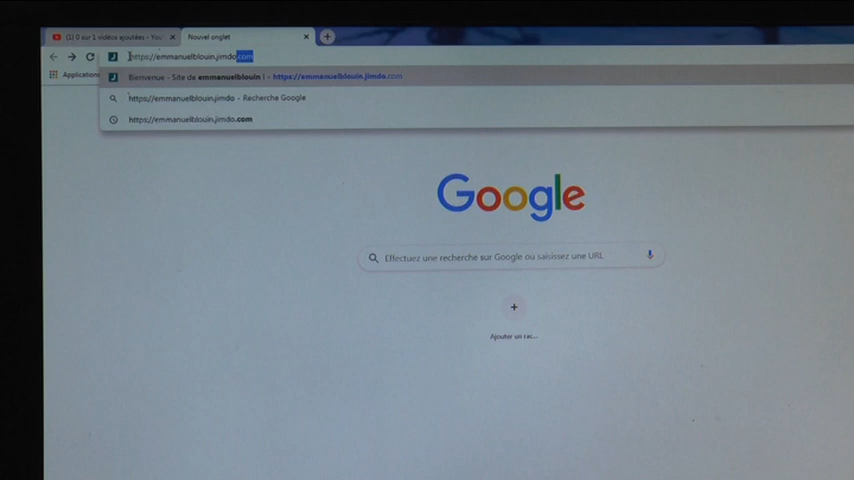 (1) 0 sur 1 vidéos ajoutées - You
Nouvel onglet
https://emmanuelblouin.jimdo.com
Applications
Bienvenue - Site de emmanuelblouin ! - https://emmanuelblouin.jimdo.com
https://emmanuelblouin.jimdo - Recherche Google
https://emmanuelblouin.jimdo.com
Google
Effectuez une recherche sur Google ou saisissez une URL
Ajouter un rac...